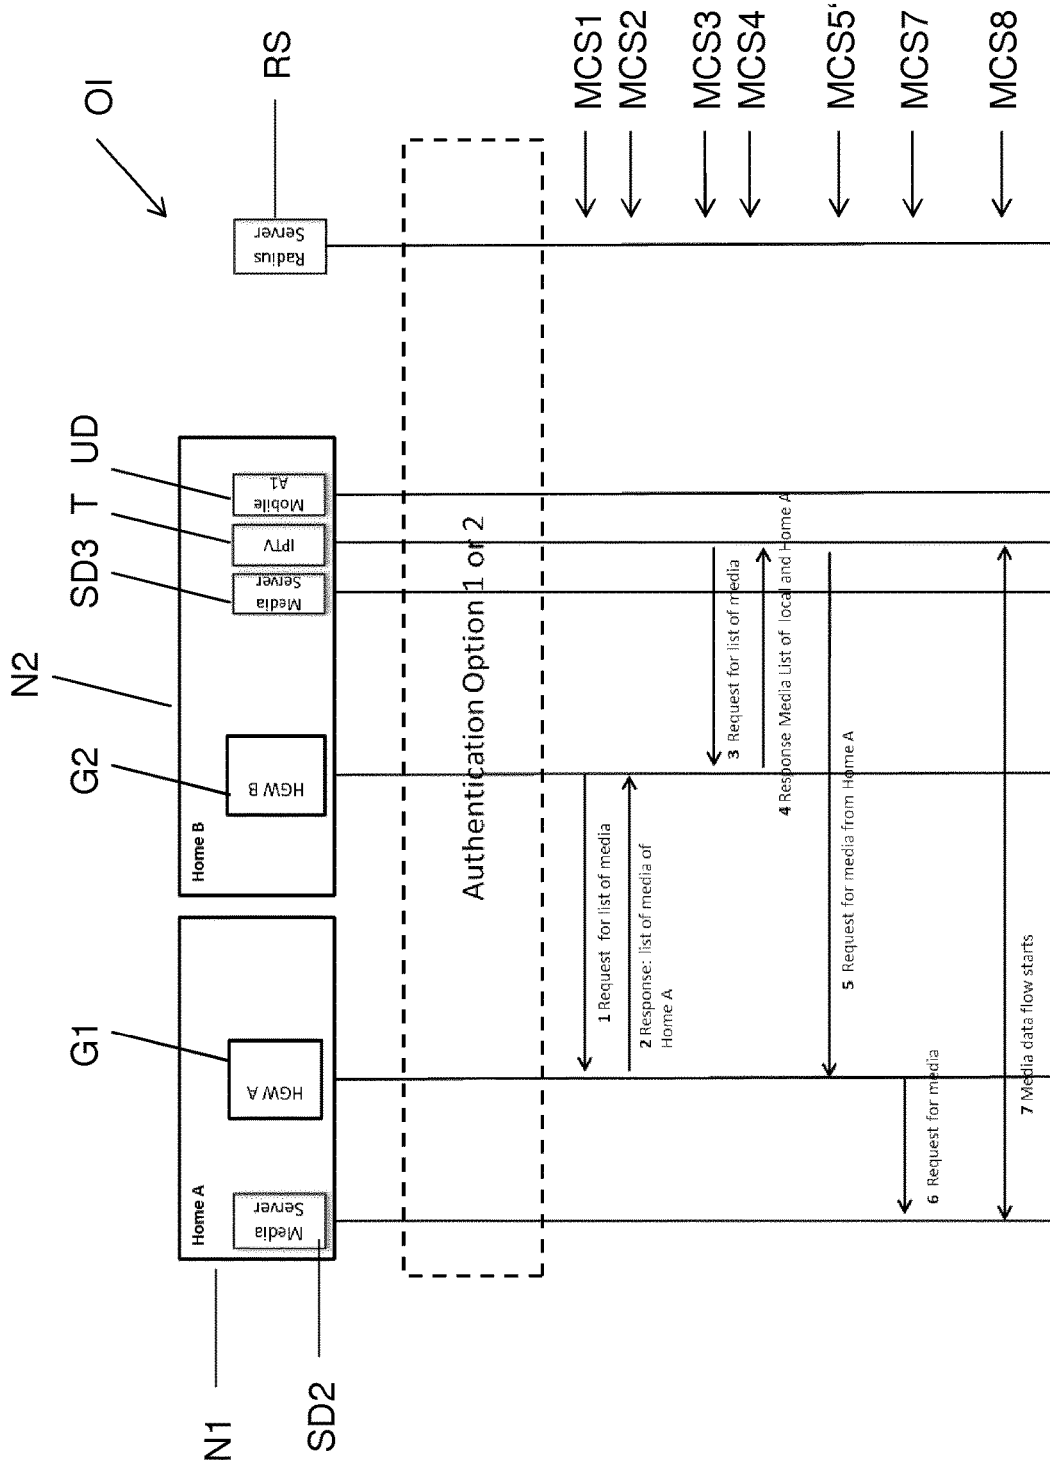 OI
RS
UD
T
SD3
N2
G2
G1
N1
SD2
Home A
Media
Server
HGW A
Home B
HGW B
Media
Server
IPTV
Mobile
A1
Radius
Server
Authentication Option 1 or 2
1 Request for list of media
2 Response: list of media of
Home A
3 Request for list of media
4 Response Media List of local and Home A
5 Request for media from Home A
6 Request for media
7 Media data flow starts
MCS1
MCS2
MCS3
MCS4
MCS5‘
MCS7
MCS8